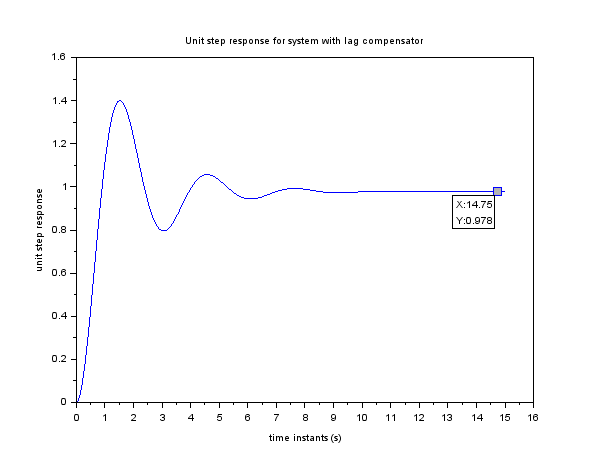 Unit step response for system with lag compensator
1.6
1.4
1.2
1
0.8
0.6
0.4
0.2
0
unit step response
X:14.75
Y:0.978
0 1 2 3 4 5 6 7 8 9 10 11 12 13 14 15 16
time instants (s)